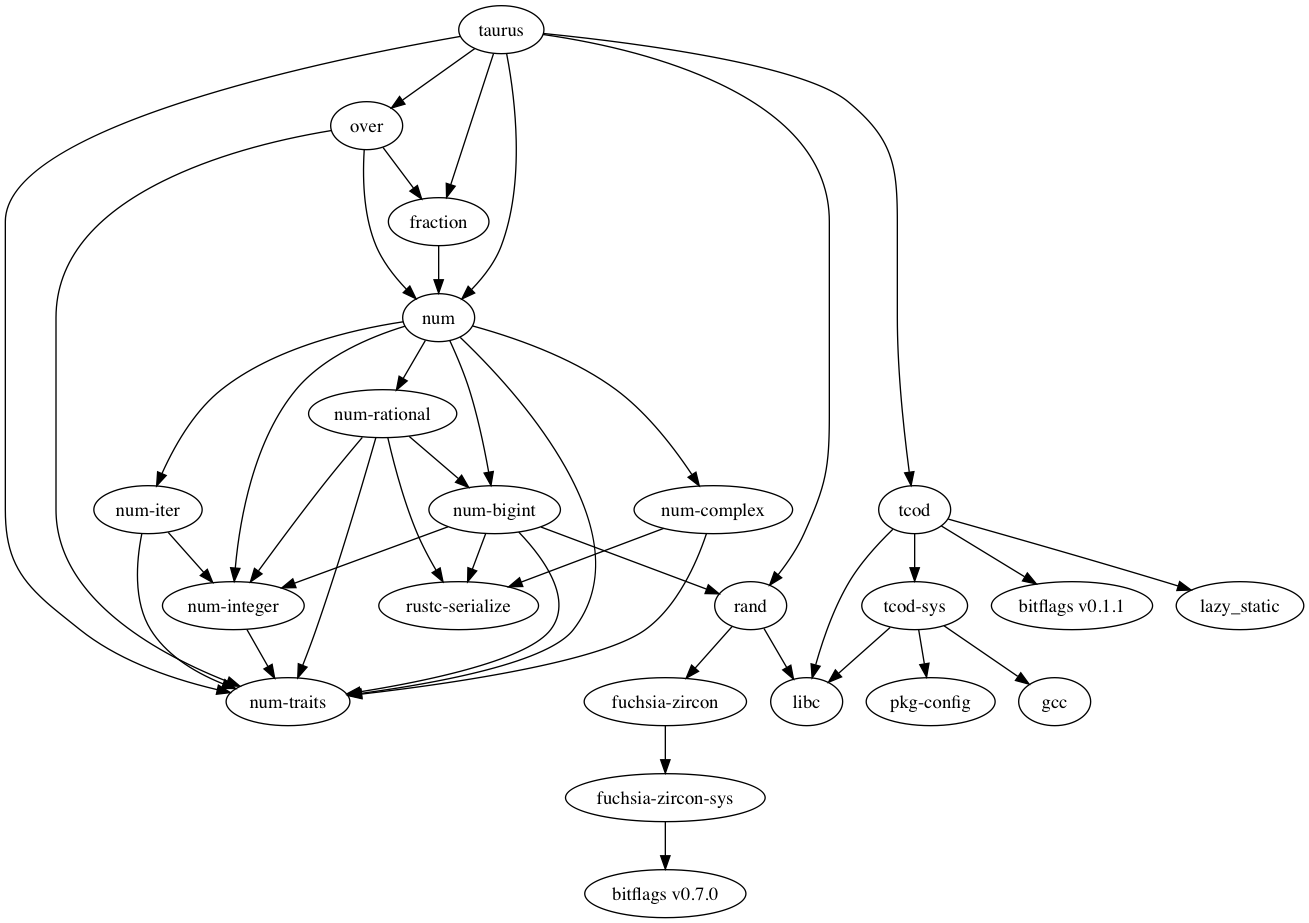 taurus
over
fraction
num
num-rational
num-iter
num-bigint
num-complex
tcod
num-integer
rustc-serialize
rand
tcod-sys
bitflags v0.1.1
lazy_static
num-traits
fuchsia-zircon
libc
pkg-config
gcc
fuchsia-zircon-sys
bitflags v0.7.0